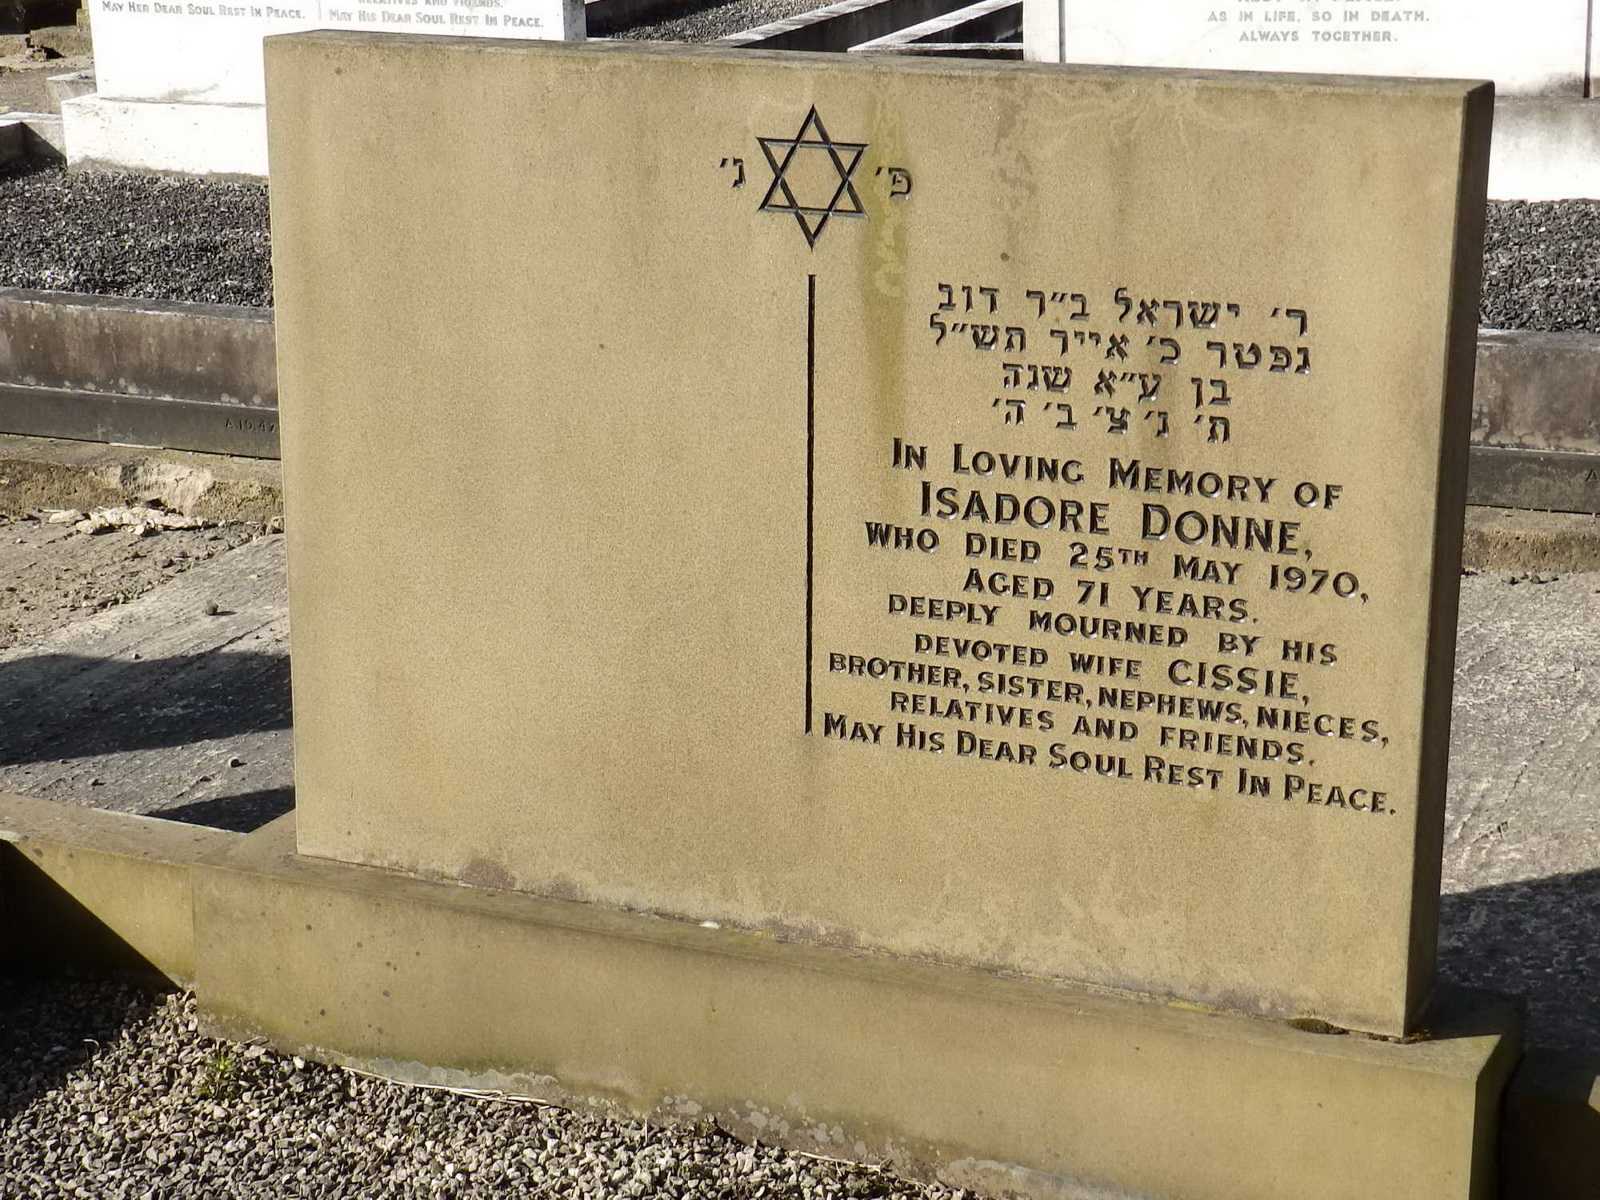 MAY HER DEAR SOUL REST IN PEACE.
RELATIVES AND FRIENDS.
MAY HIS DEAR SOUL REST IN PEACE.
AS IN LIFE, SO IN DEATH.
ALWAYS TOGETHER.
פ׳ נ׳
ר׳ ישראל ב״ר דוב
נפטר כ׳ אייר תש״ל
בן ע״א שנה
ת׳ נ׳ צ׳ ב׳ ה׳
IN LOVING MEMORY OF
ISADORE DONNE,
WHO DIED 25TH MAY 1970,
AGED 71 YEARS.
DEEPLY MOURNED BY HIS
DEVOTED WIFE CISSIE,
BROTHER, SISTER, NEPHEWS, NIECES,
RELATIVES AND FRIENDS.
MAY HIS DEAR SOUL REST IN PEACE.